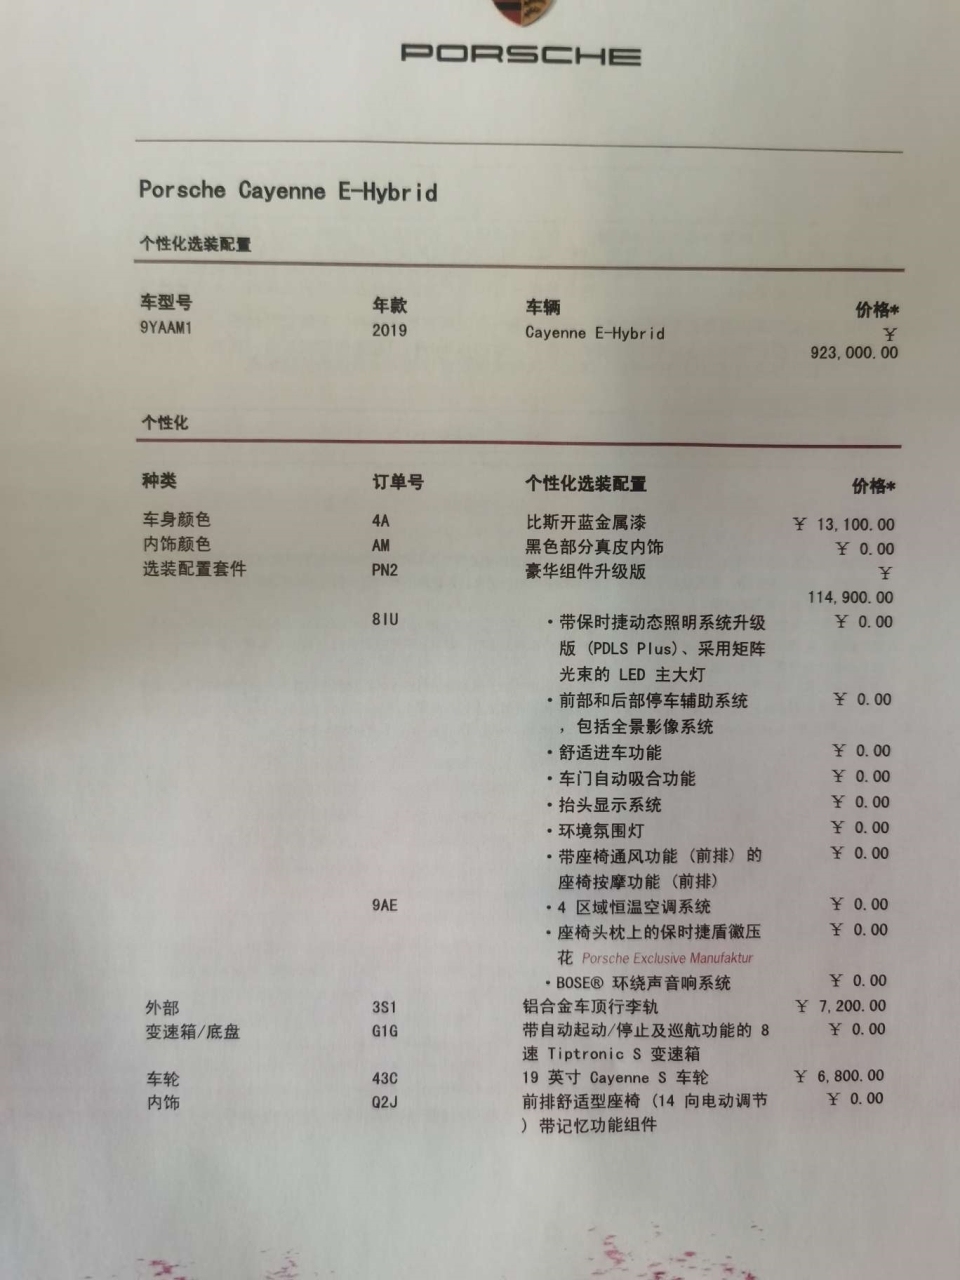 PORSCHE
Porsche Cayenne E-Hybrid
个性化选装配置
车型号 年款 车辆 价格*
9YAAM1 2019 Cayenne E-Hybrid ¥
923,000.00
个性化
种类 订单号 个性化选装配置 价格*
车身颜色 4A 比斯开蓝金属漆 ¥ 13,100.00
内饰颜色 AM 黑色部分真皮内饰 ¥ 0.00
选装配置套件 PN2 豪华组件升级版 ¥
114,900.00
8IU ·带保时捷动态照明系统升级 ¥ 0.00
版 (PDLS Plus)、采用矩阵
光束的 LED 主大灯
·前部和后部停车辅助系统 ¥ 0.00
，包括全景影像系统
·舒适进车功能 ¥ 0.00
·车门自动吸合功能 ¥ 0.00
·抬头显示系统 ¥ 0.00
·环境氛围灯 ¥ 0.00
·带座椅通风功能 (前排) 的 ¥ 0.00
座椅按摩功能 (前排)
9AE ·4 区域恒温空调系统 ¥ 0.00
·座椅头枕上的保时捷盾徽压 ¥ 0.00
花 Porsche Exclusive Manufaktur
·BOSE® 环绕声音响系统 ¥ 0.00
外部 3S1 铝合金车顶行李轨 ¥ 7,200.00
变速箱/底盘 G1G 带自动起动/停止及巡航功能的 8 ¥ 0.00
速 Tiptronic S 变速箱
车轮 43C 19 英寸 Cayenne S 车轮 ¥ 6,800.00
内饰 Q2J 前排舒适型座椅 (14 向电动调节 ¥ 0.00
) 带记忆功能组件